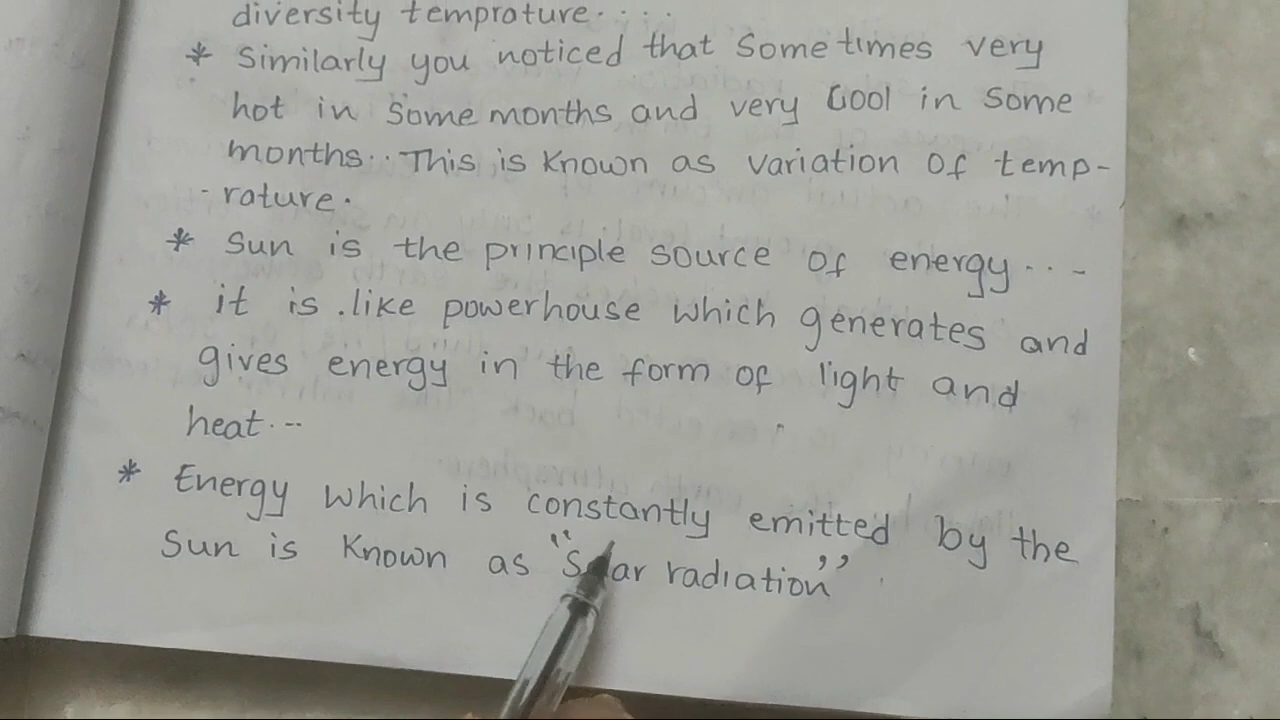 diversity temprature. . . .
* Similarly you noticed that Sometimes very
hot in Some months and very Cool in Some
months. . This is Known as variation of temp-
- rature.
* Sun is the principle source of energy . . . -
* it is .like powerhouse which generates and
gives energy in the form of light and
heat . --
* Energy which is constantly emitted by the
Sun is Known as "Solar radiation"